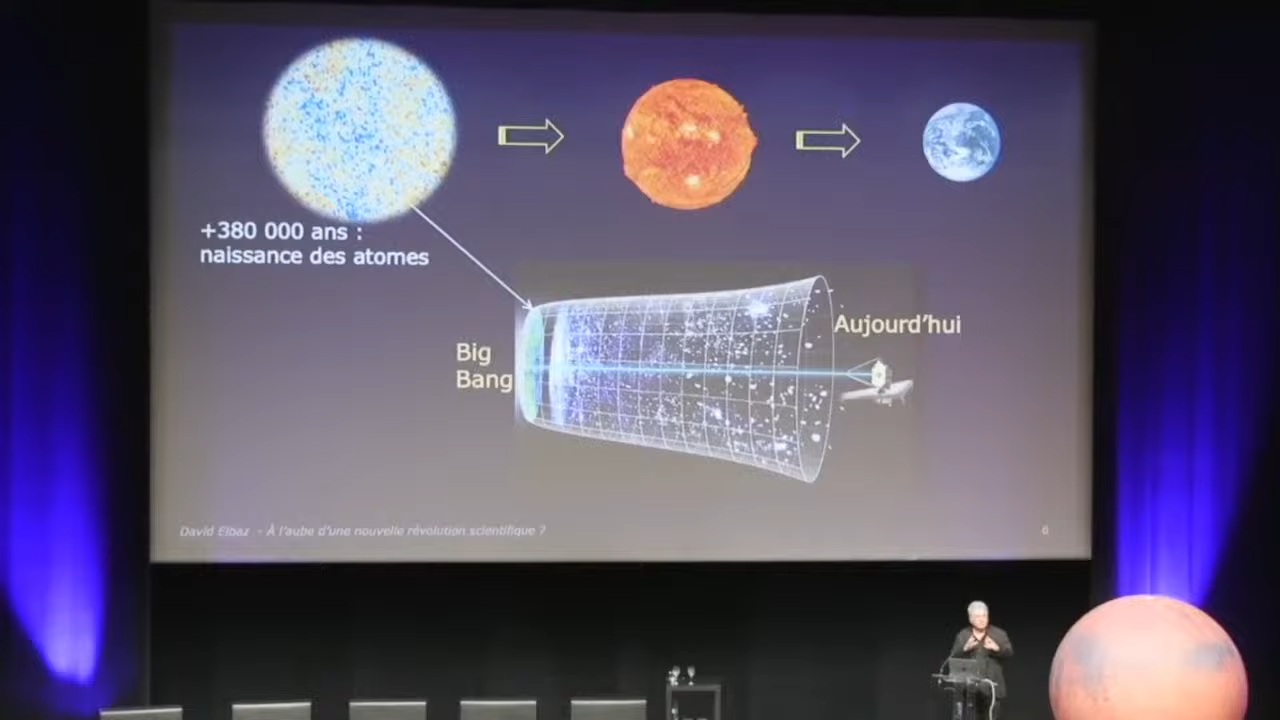 +380 000 ans :
naissance des atomes
Big
Bang
Aujourd'hui
David Elbaz - À l'aube d'une nouvelle révolution scientifique ?
6